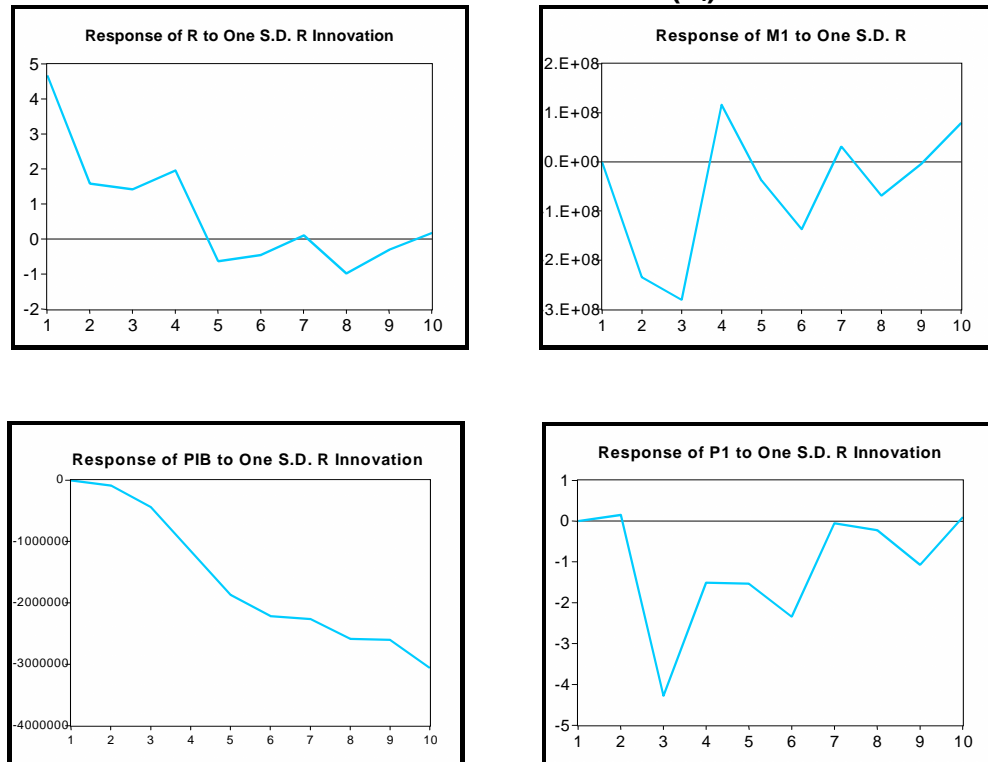 Response of R to One S.D. R Innovation
5
4
3
2
1
0
-1
-2
1 2 3 4 5 6 7 8 9 10
Response of M1 to One S.D. R
2.E+08
1.E+08
0.E+00
1.E+08
2.E+08
3.E+08
1 2 3 4 5 6 7 8 9 10
Response of PIB to One S.D. R Innovation
0
-1000000
-2000000
-3000000
-4000000
1 2 3 4 5 6 7 8 9 10
Response of P1 to One S.D. R Innovation
1
0
-1
-2
-3
-4
-5
1 2 3 4 5 6 7 8 9 10